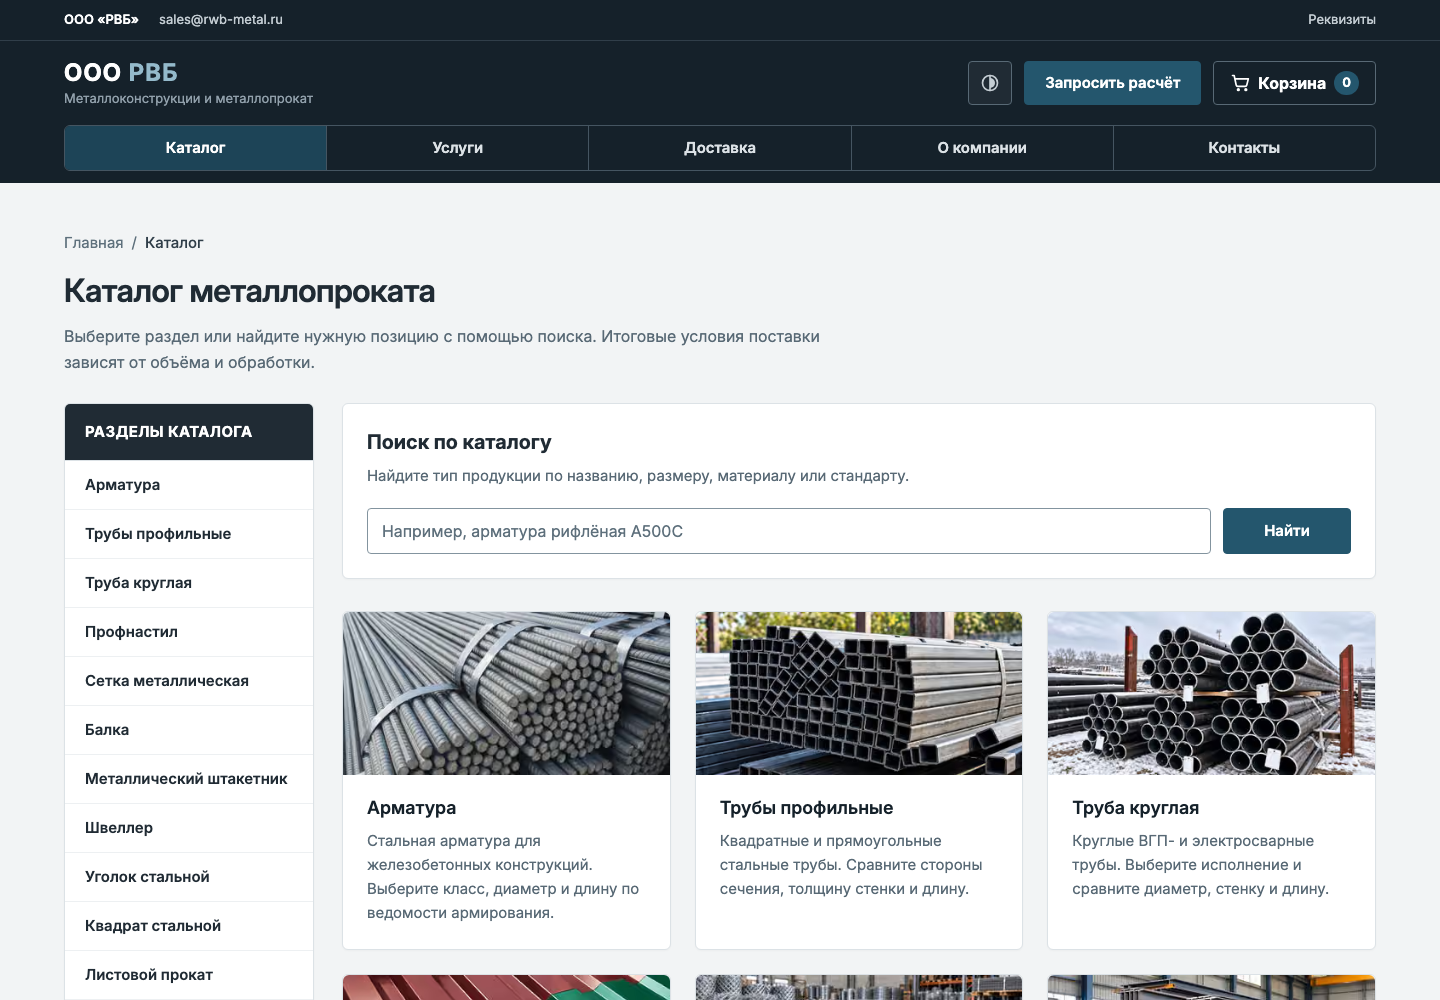 ООО «РВБ» sales@rwb-metal.ru Реквизиты
ООО РВБ
Металлоконструкции и металлопрокат
Запросить расчёт
Корзина 0
Каталог Услуги Доставка О компании Контакты
Главная / Каталог
Каталог металлопроката
Выберите раздел или найдите нужную позицию с помощью поиска. Итоговые условия поставки
зависят от объёма и обработки.
РАЗДЕЛЫ КАТАЛОГА
Арматура
Трубы профильные
Труба круглая
Профнастил
Сетка металлическая
Балка
Металлический штакетник
Швеллер
Уголок стальной
Квадрат стальной
Листовой прокат
Поиск по каталогу
Найдите тип продукции по названию, размеру, материалу или стандарту.
Например, арматура рифлёная А500С
Найти
Арматура
Стальная арматура для
железобетонных конструкций.
Выберите класс, диаметр и длину по
ведомости армирования.
Трубы профильные
Квадратные и прямоугольные
стальные трубы. Сравните стороны
сечения, толщину стенки и длину.
Труба круглая
Круглые ВГП- и электросварные
трубы. Выберите исполнение и
сравните диаметр, стенку и длину.